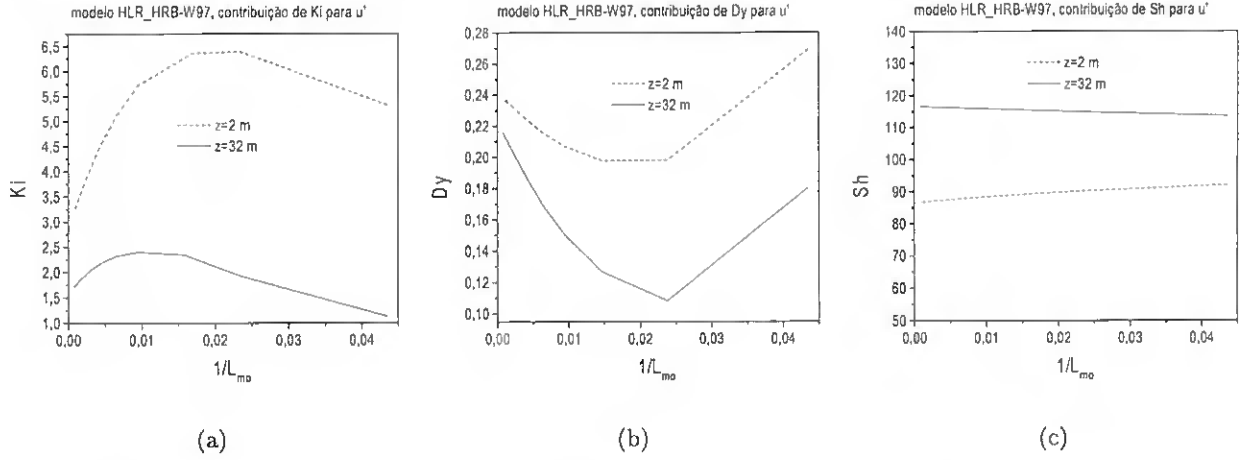 modelo HLR_HRB-W97, contribuição de Ki para u'
6,5
6,0
5,5
5,0
4,5
4,0
3,5
3,0
2,5
2,0
1,5
1,0
Ki
z=2 m
z=32 m
0,00
0,01
0,02
0,03
0,04
1/Lmo
(a)
modelo HLR_HRB-W97, contribuição de Dy para u'
0,28
0,26
0,24
0,22
0,20
0,18
0,16
0,14
0,12
0,10
Dy
z=2 m
z=32 m
0,00
0,01
0,02
0,03
0,04
1/Lmo
(b)
modelo HLR_HRB-W97, contribuição de Sh para u'
140
130
120
110
100
90
80
70
60
50
Sh
z=2 m
z=32 m
0,00
0,01
0,02
0,03
0,04
1/Lmo
(c)